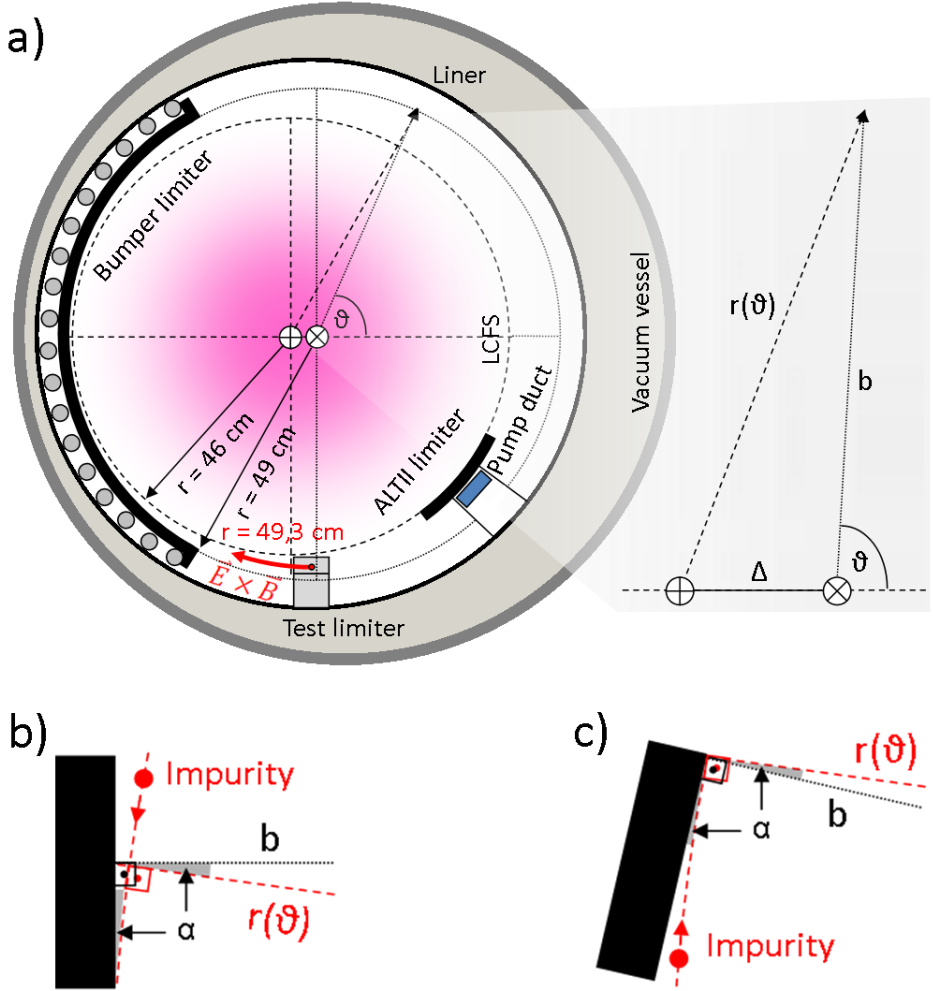 a)
Liner
Bumper limiter
ϑ
LCFS
Vacuum vessel
r(ϑ)
b
r = 46 cm
r = 49 cm
ALTII limiter
Pump duct
Δ
ϑ
r = 49,3 cm
E × B
Test limiter
b)
Impurity
b
α
r(ϑ)
c)
r(ϑ)
α
b
Impurity